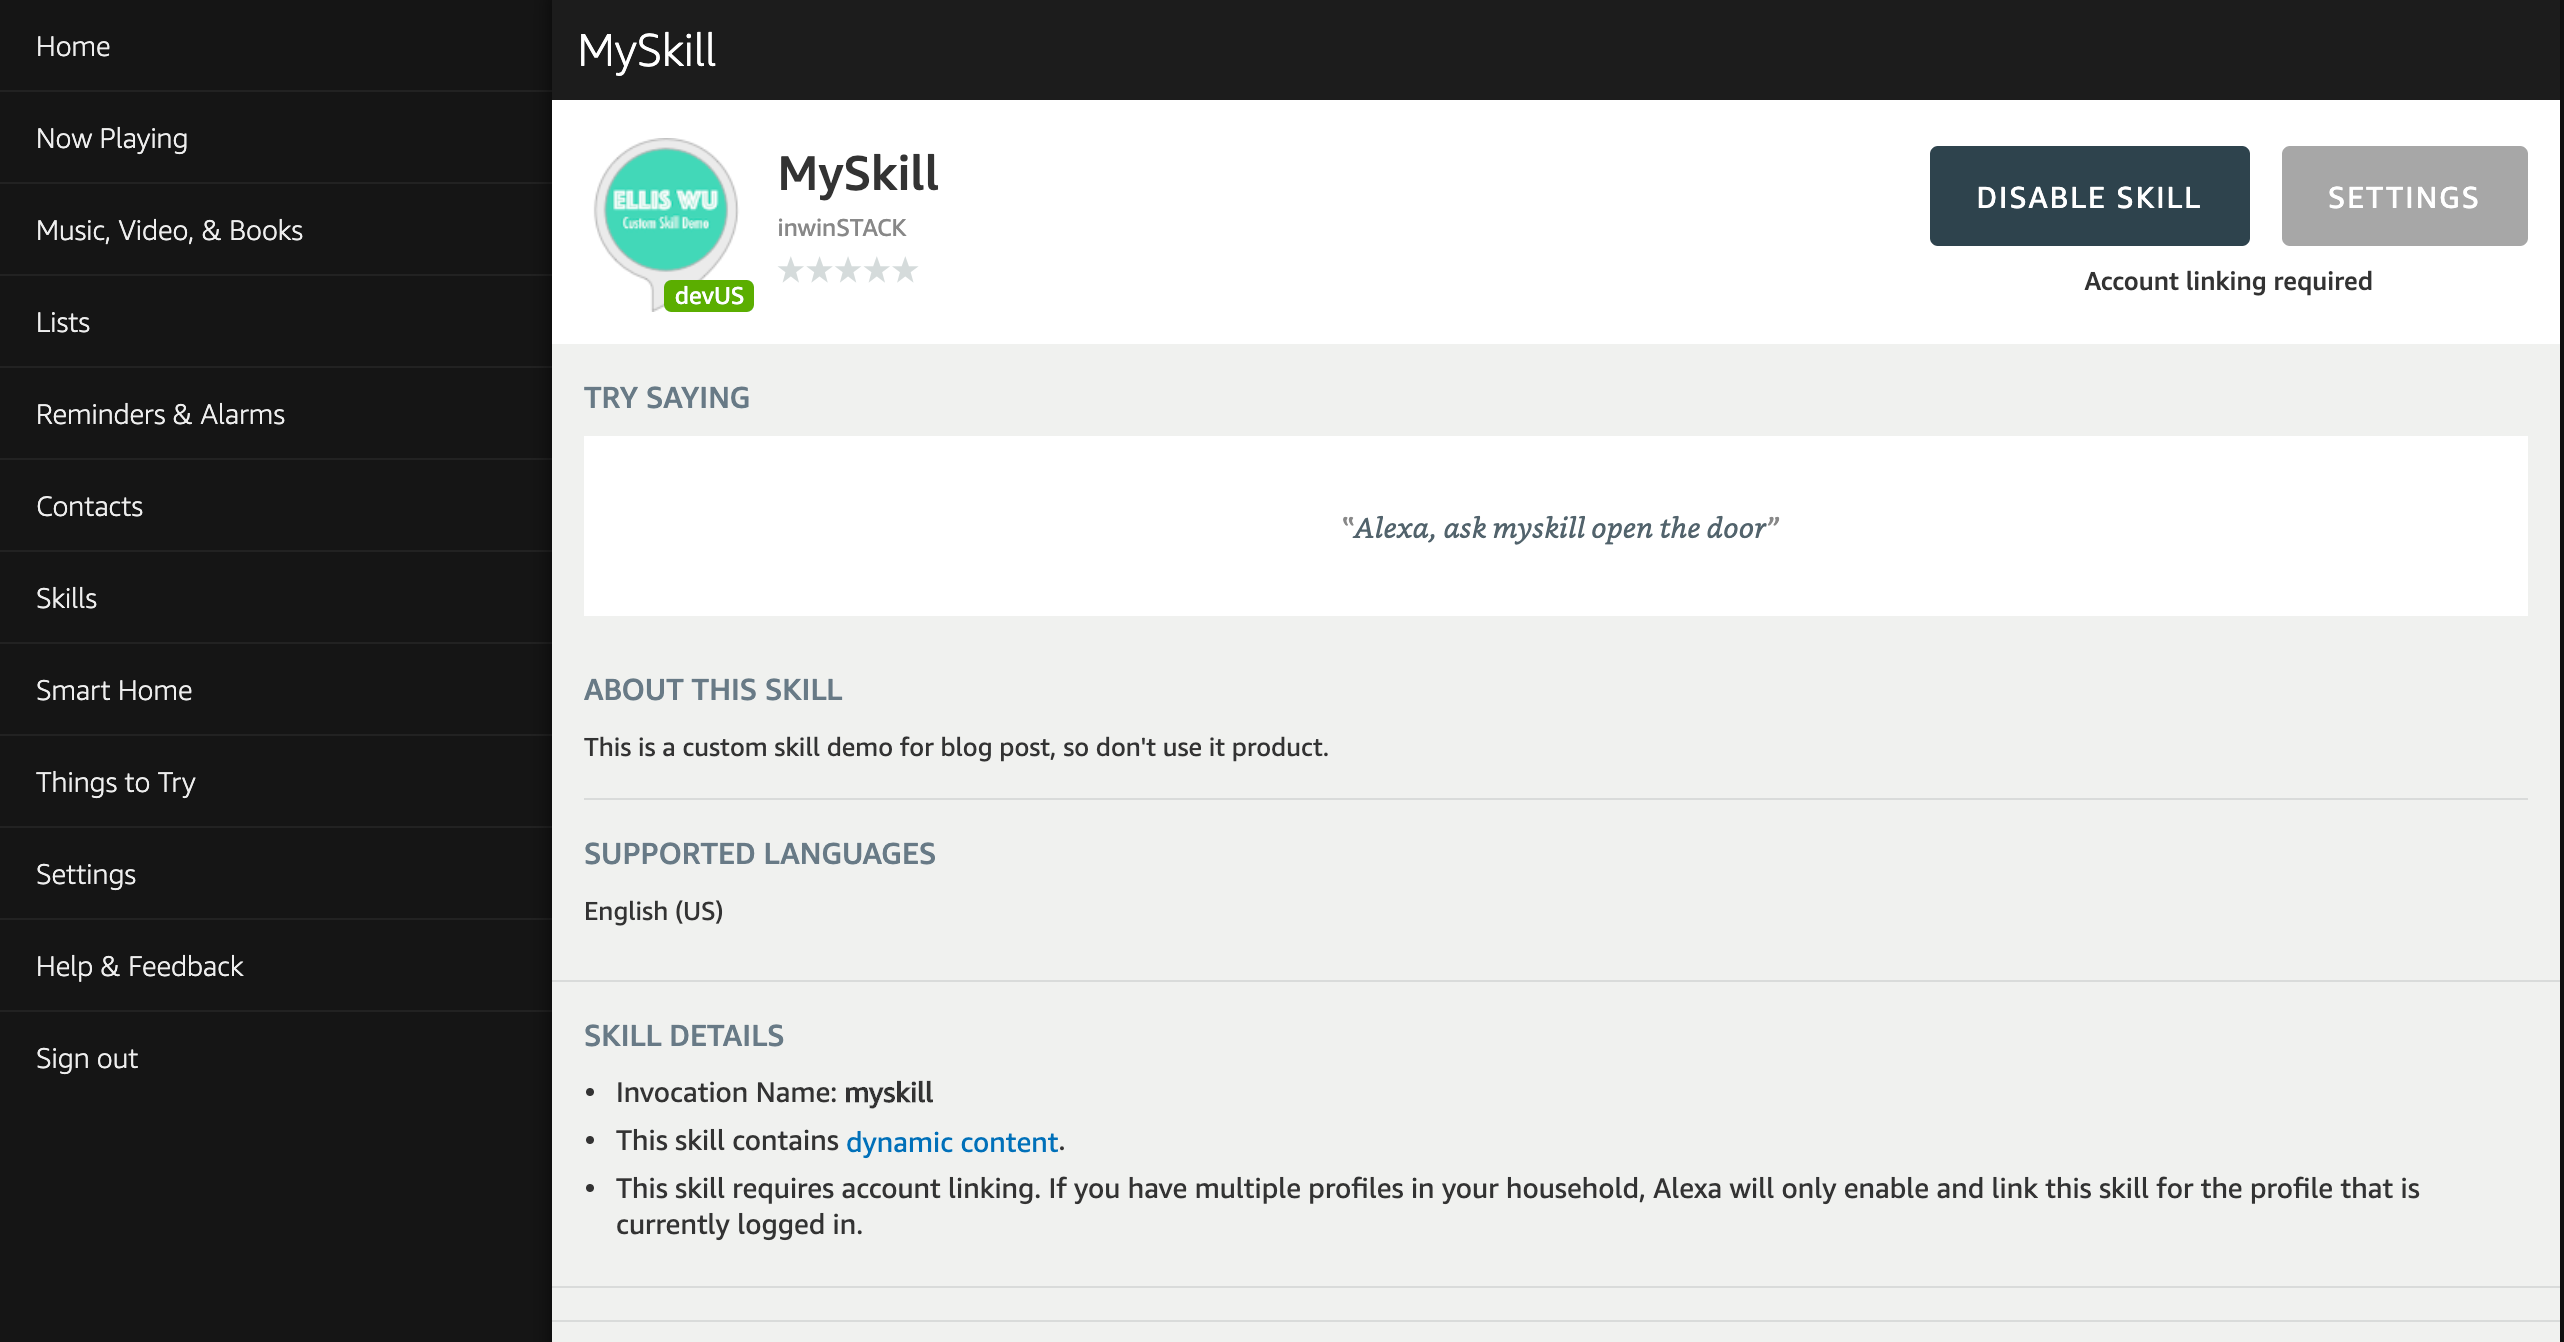 Home
Now Playing
Music, Video, & Books
Lists
Reminders & Alarms
Contacts
Skills
Smart Home
Things to Try
Settings
Help & Feedback
Sign out
MySkill
ELLIS WU
Custom Skill Demo
devUS
MySkill
inwinSTACK
DISABLE SKILL
SETTINGS
Account linking required
TRY SAYING
“Alexa, ask myskill open the door”
ABOUT THIS SKILL
This is a custom skill demo for blog post, so don't use it product.
SUPPORTED LANGUAGES
English (US)
SKILL DETAILS
• Invocation Name: myskill
• This skill contains dynamic content.
• This skill requires account linking. If you have multiple profiles in your household, Alexa will only enable and link this skill for the profile that is
currently logged in.